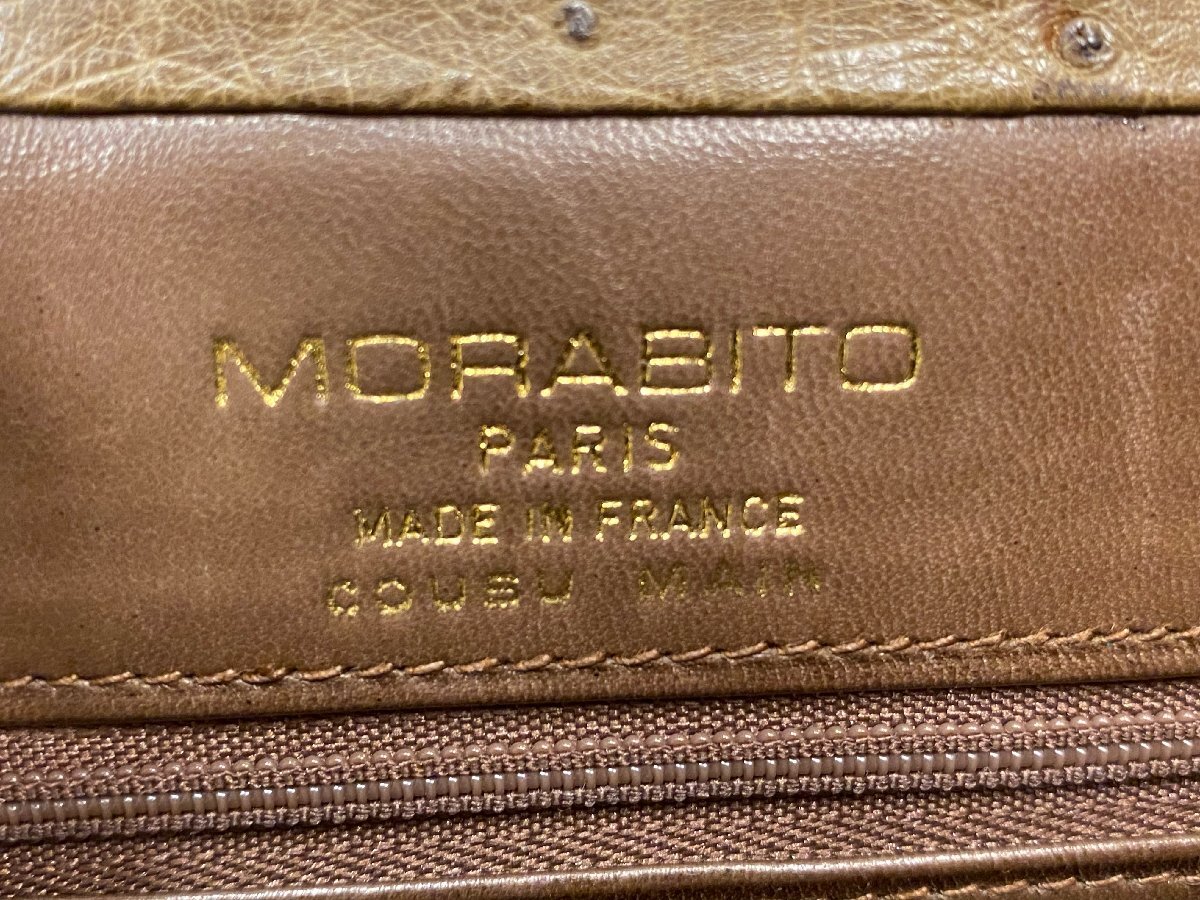 MORABITO
PARIS
MADE IN FRANCE
COUSU MAIN